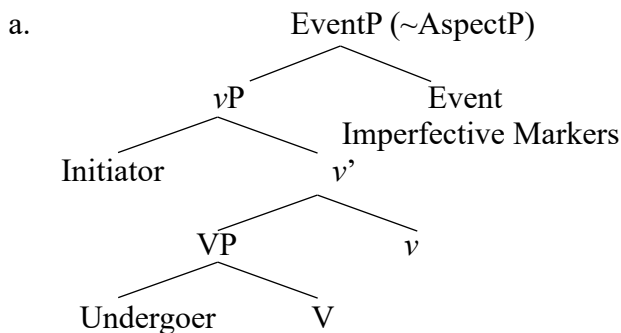 a. EventP (~AspectP)
vP Event
Imperfective Markers
Initiator v’
VP v
Undergoer V